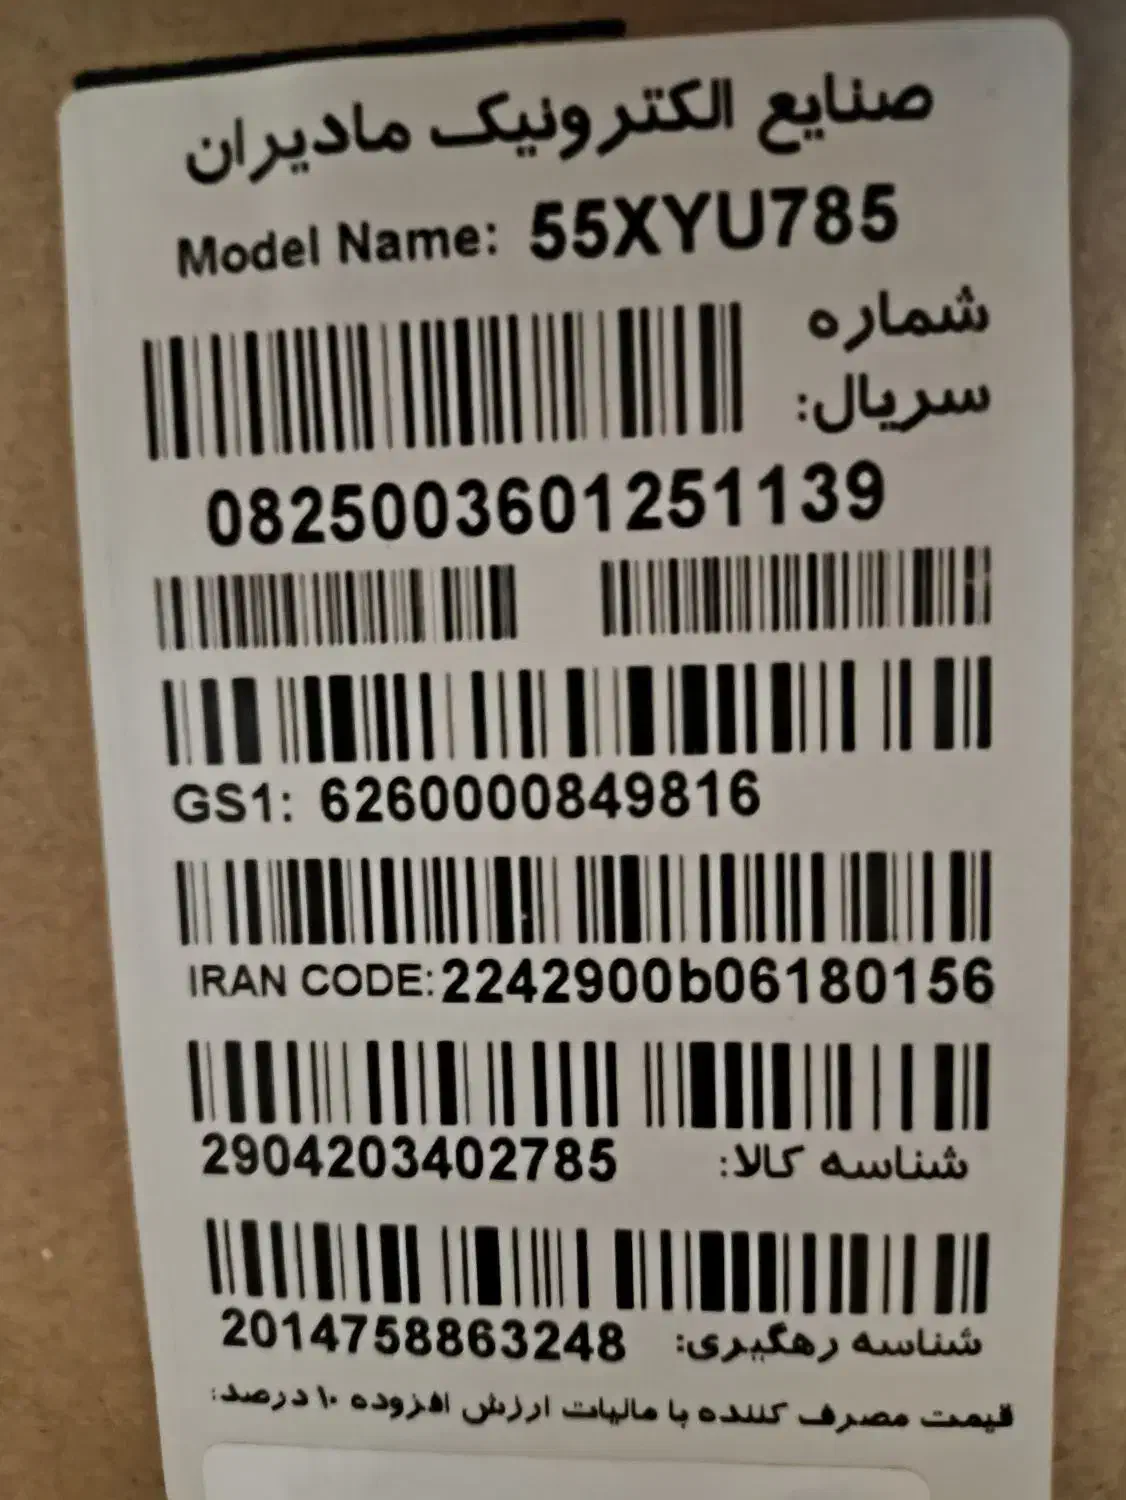 صنایع الکترونیک مادیران
Model Name: 55XYU785
شماره
سریال:
0825003601251139
GS1: 6260000849816
IRAN CODE:2242900b06180156
شناسه کالا: 2904203402785
شناسه رهگیری: 2014758863248
قیمت مصرف کننده با مالیات ارزش افزوده ۱۰ درصد: